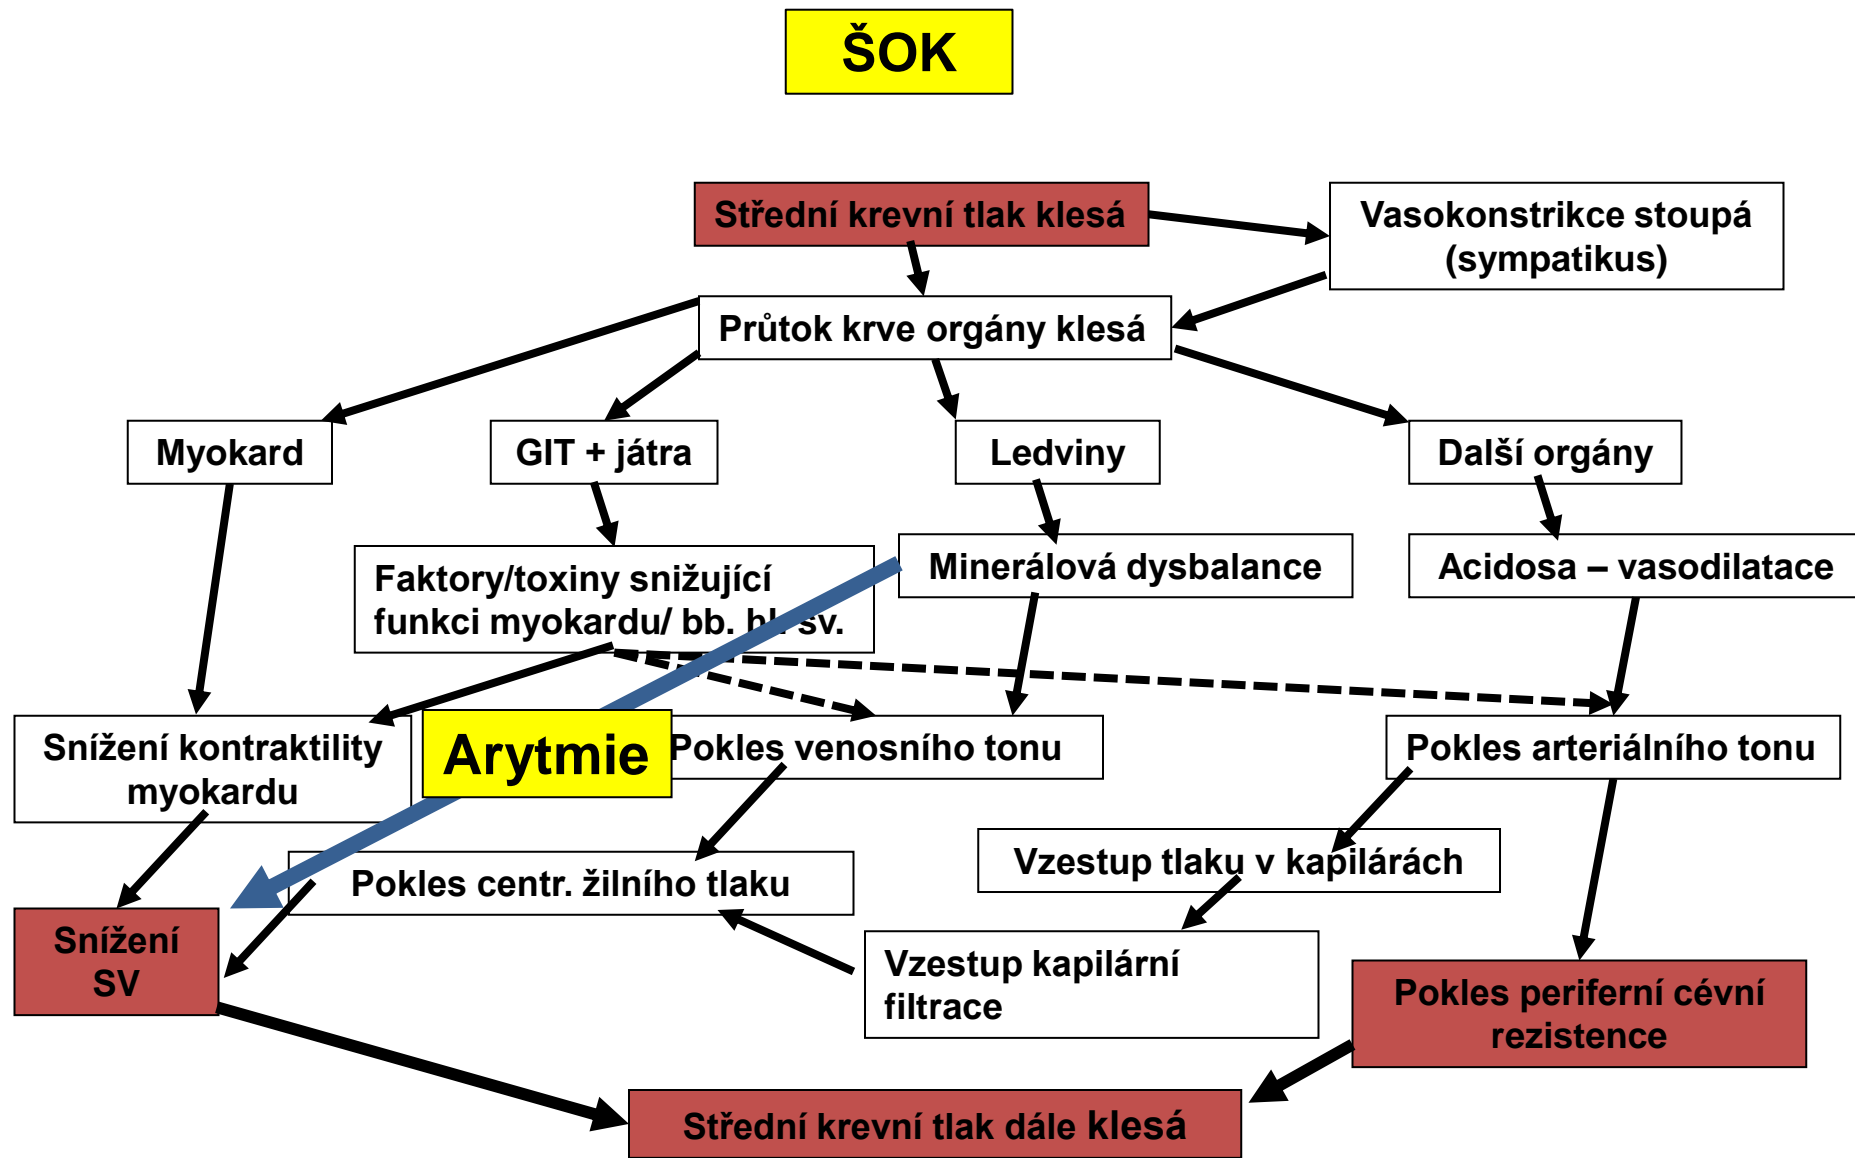 ŠOK
Střední krevní tlak klesá
Vasokonstrikce stoupá
(sympatikus)
Průtok krve orgány klesá
Myokard
GIT + játra
Ledviny
Další orgány
Faktory/toxiny snižující
funkci myokardu/ bb. hl. sv.
Minerálová dysbalance
Acidosa – vasodilatace
Snížení kontraktility
myokardu
Arytmie
Pokles venosního tonu
Pokles arteriálního tonu
Vzestup tlaku v kapilárách
Pokles centr. žilního tlaku
Snížení
SV
Vzestup kapilární
filtrace
Pokles periferní cévní
rezistence
Střední krevní tlak dále klesá